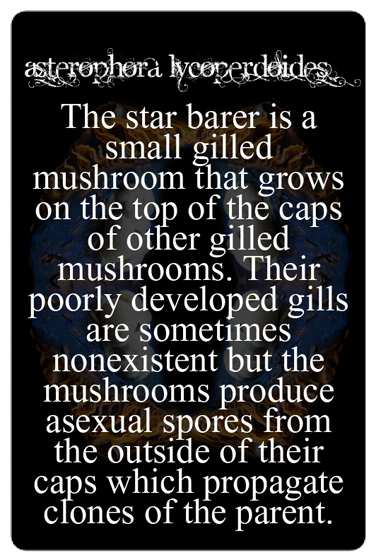 asterophora lycoperdoides
The star barer is a
small gilled
mushroom that grows
on the top of the caps
of other gilled
mushrooms. Their
poorly developed gills
are sometimes
nonexistent but the
mushrooms produce
asexual spores from
the outside of their
caps which propagate
clones of the parent.